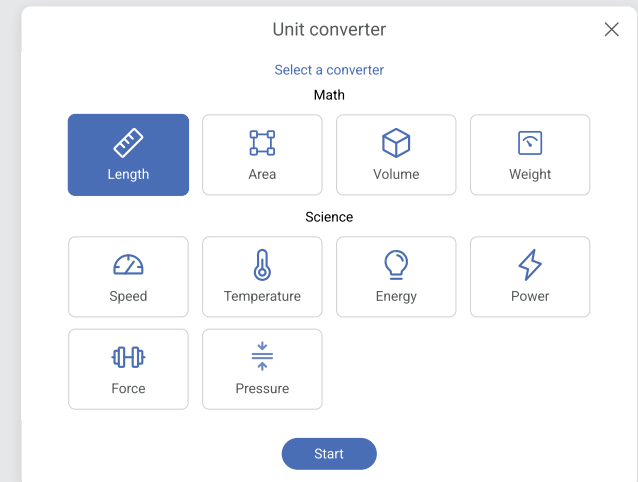 Unit converter
Select a converter
Math
Length Area Volume Weight
Science
Speed Temperature Energy Power
Force Pressure
Start